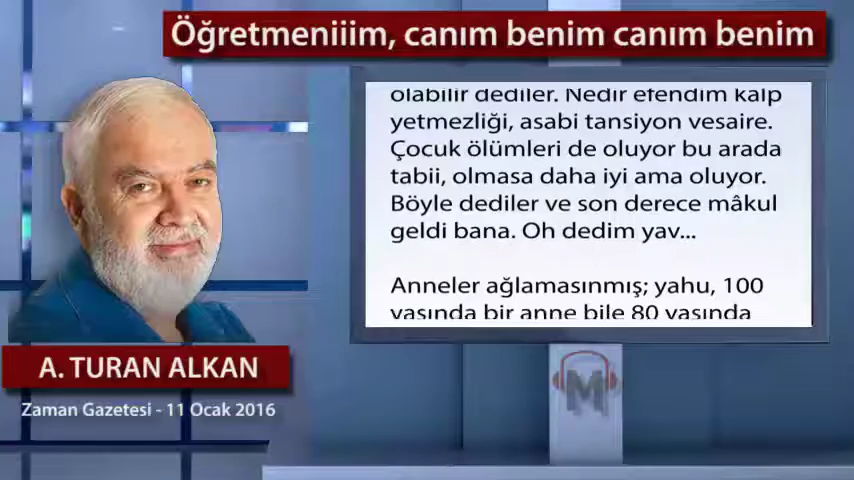 Öğretmeniiim, canım benim canım benim
olabilir dediler. Nedir efendim kalp
yetmezliği, asabi tansiyon vesaire.
Çocuk ölümleri de oluyor bu arada
tabii, olmasa daha iyi ama oluyor.
Böyle dediler ve son derece mâkul
geldi bana. Oh dedim yav...
Anneler ağlamasınmış; yahu, 100
yaşında bir anne bile 80 yaşında
A. TURAN ALKAN
Zaman Gazetesi - 11 Ocak 2016
M